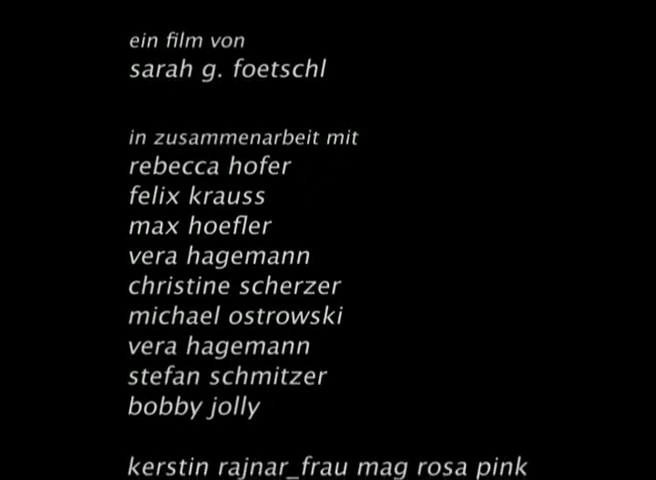 ein film von
sarah g. foetschl
in zusammenarbeit mit
rebecca hofer
felix krauss
max hoefler
vera hagemann
christine scherzer
michael ostrowski
vera hagemann
stefan schmitzer
bobby jolly
kerstin rajnar_frau mag rosa pink